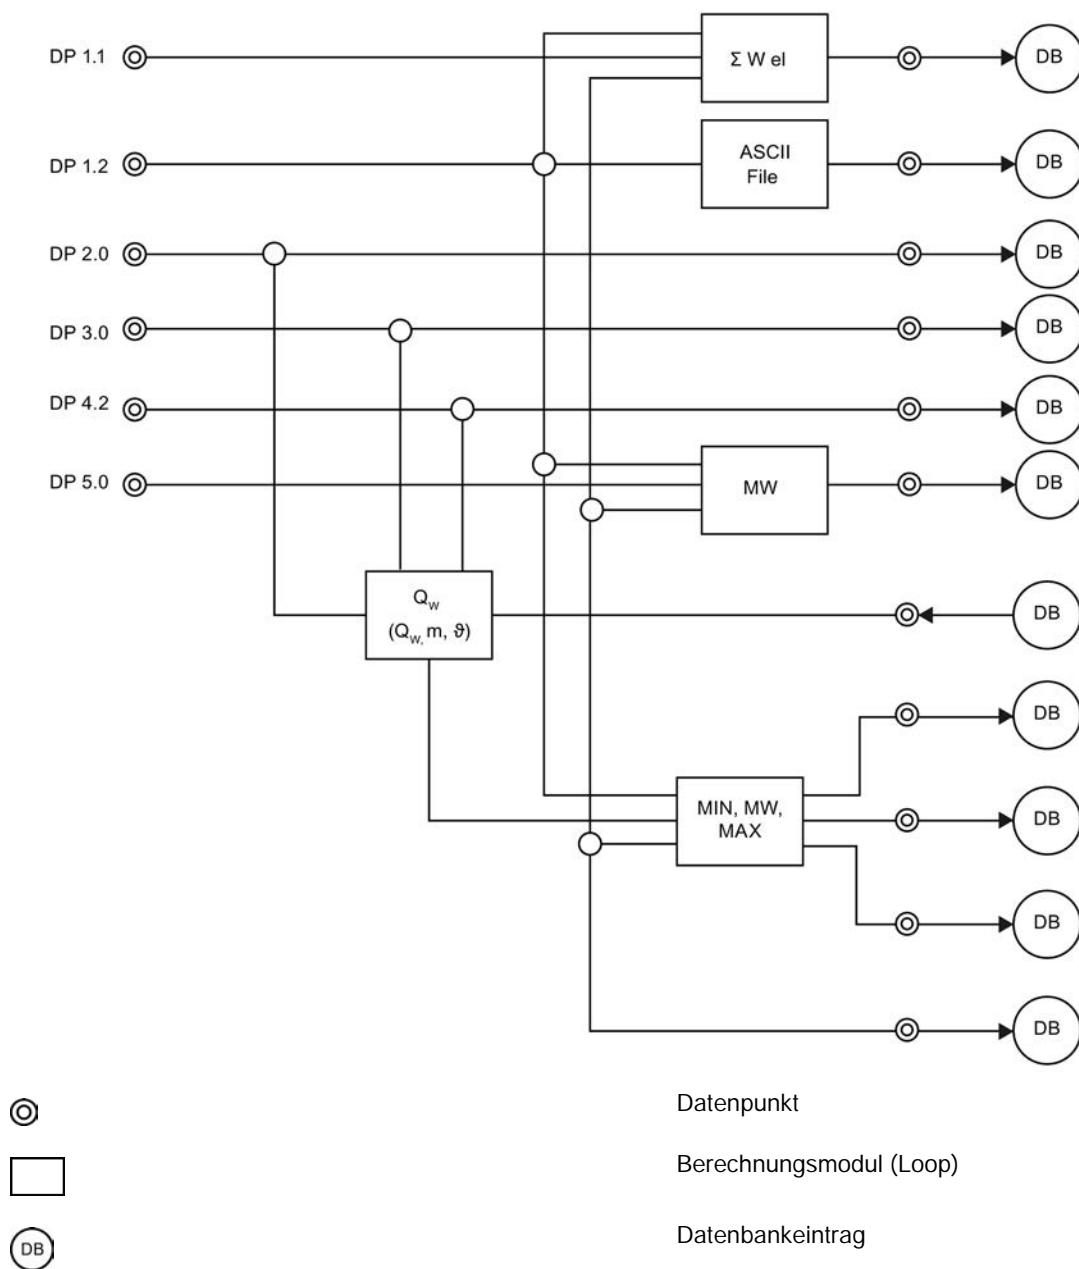 DP 1.1
Σ W el
DB
DP 1.2
ASCII
File
DB
DP 2.0
DB
DP 3.0
DB
DP 4.2
DB
DP 5.0
MW
DB
Qw
(Qw, m, ϑ)
DB
DB
MIN, MW,
MAX
DB
DB
DB
Datenpunkt
Berechnungsmodul (Loop)
DB
Datenbankeintrag